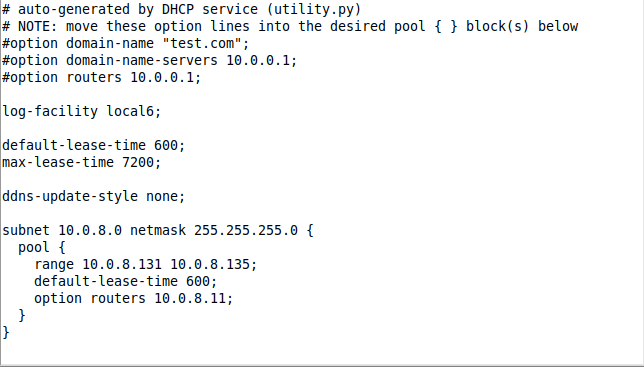 # auto-generated by DHCP service (utility.py)
# NOTE: move these option lines into the desired pool { } block(s) below
#option domain-name "test.com";
#option domain-name-servers 10.0.0.1;
#option routers 10.0.0.1;

log-facility local6;

default-lease-time 600;
max-lease-time 7200;

ddns-update-style none;

subnet 10.0.8.0 netmask 255.255.255.0 {
  pool {
    range 10.0.8.131 10.0.8.135;
    default-lease-time 600;
    option routers 10.0.8.11;
  }
}